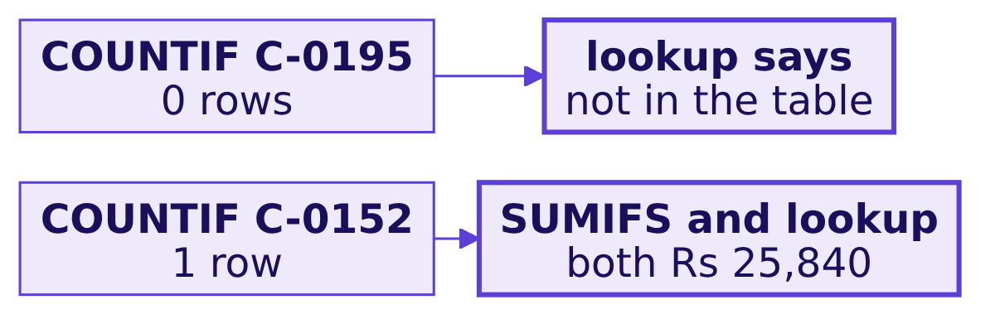 COUNTIF C-0195
0 rows
lookup says
not in the table
COUNTIF C-0152
1 row
SUMIFS and lookup
both Rs 25,840